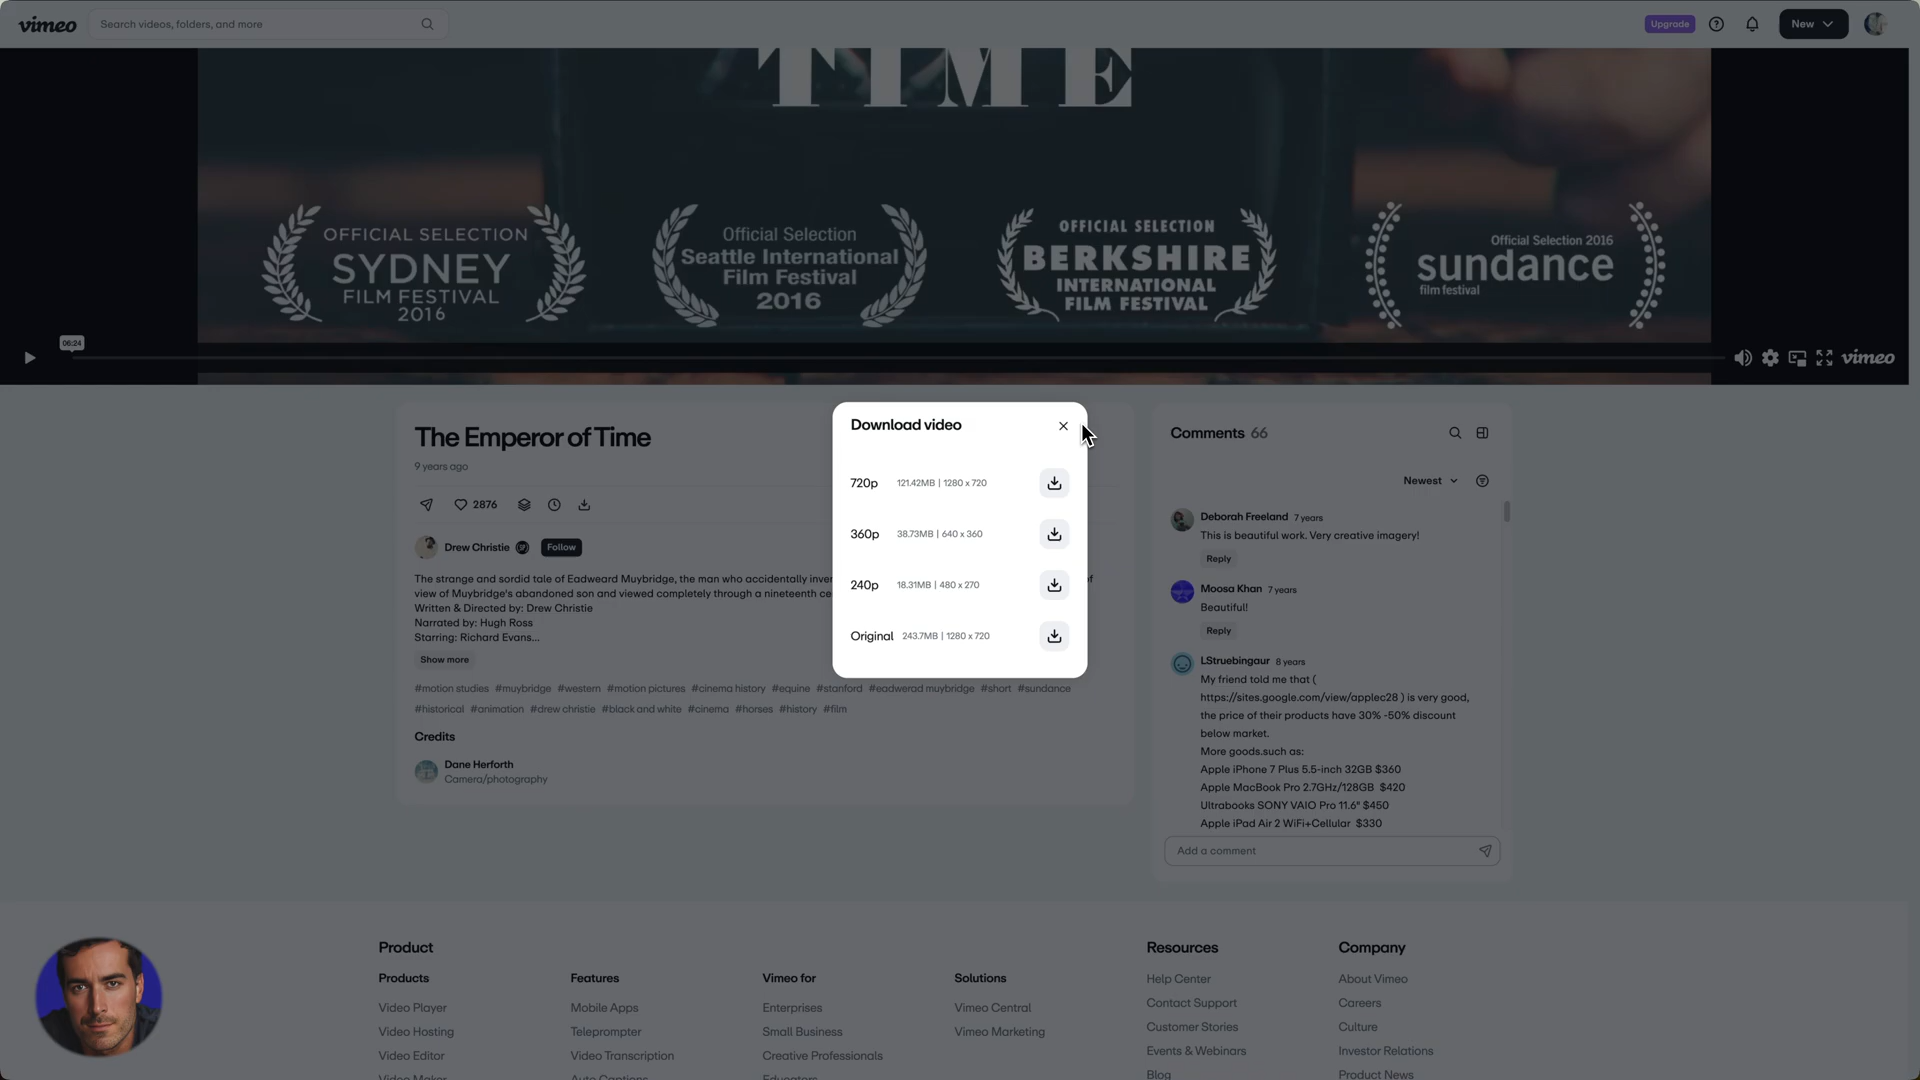 vimeo
Search videos, folders, and more
Upgrade
New
TIME
OFFICIAL SELECTION
SYDNEY
FILM FESTIVAL
2016
Official Selection
Seattle International
Film Festival
2016
OFFICIAL SELECTION
BERKSHIRE
INTERNATIONAL
FILM FESTIVAL
Official Selection 2016
sundance
film festival
06:24
vimeo
The Emperor of Time
9 years ago
2876
Drew Christie
Follow
The strange and sordid tale of Eadweard Muybridge, the man who accidentally inver
view of Muybridge's abandoned son and viewed completely through a nineteenth ce
Written & Directed by: Drew Christie
Narrated by: Hugh Ross
Starring: Richard Evans...
Show more
#motion studies #muybridge #western #motion pictures #cinema history #equine #stanford #eadwerad muybridge #short #sundance
#historical #animation #drew christie #black and white #cinema #horses #history #film
Credits
Dane Herforth
Camera/photography
Download video
720p 121.42MB | 1280 x 720
360p 38.73MB | 640 x 360
240p 18.31MB | 480 x 270
Original 243.7MB | 1280 x 720
Comments 66
Newest
Deborah Freeland 7 years
This is beautiful work. Very creative imagery!
Reply
Moosa Khan 7 years
Beautiful!
Reply
LStruebingaur 8 years
My friend told me that (
https://sites.google.com/view/applec28 ) is very good,
the price of their products have 30% -50% discount
below market.
More goods.such as:
Apple iPhone 7 Plus 5.5-inch 32GB $360
Apple MacBook Pro 2.7GHz/128GB $420
Ultrabooks SONY VAIO Pro 11.6" $450
Apple iPad Air 2 WiFi+Cellular $330
Add a comment
Product
Products
Video Player
Video Hosting
Video Editor
Video Maker
Features
Mobile Apps
Teleprompter
Video Transcription
Auto Captions
Vimeo for
Enterprises
Small Business
Creative Professionals
Educators
Solutions
Vimeo Central
Vimeo Marketing
Resources
Help Center
Contact Support
Customer Stories
Events & Webinars
Blog
Company
About Vimeo
Careers
Culture
Investor Relations
Product News